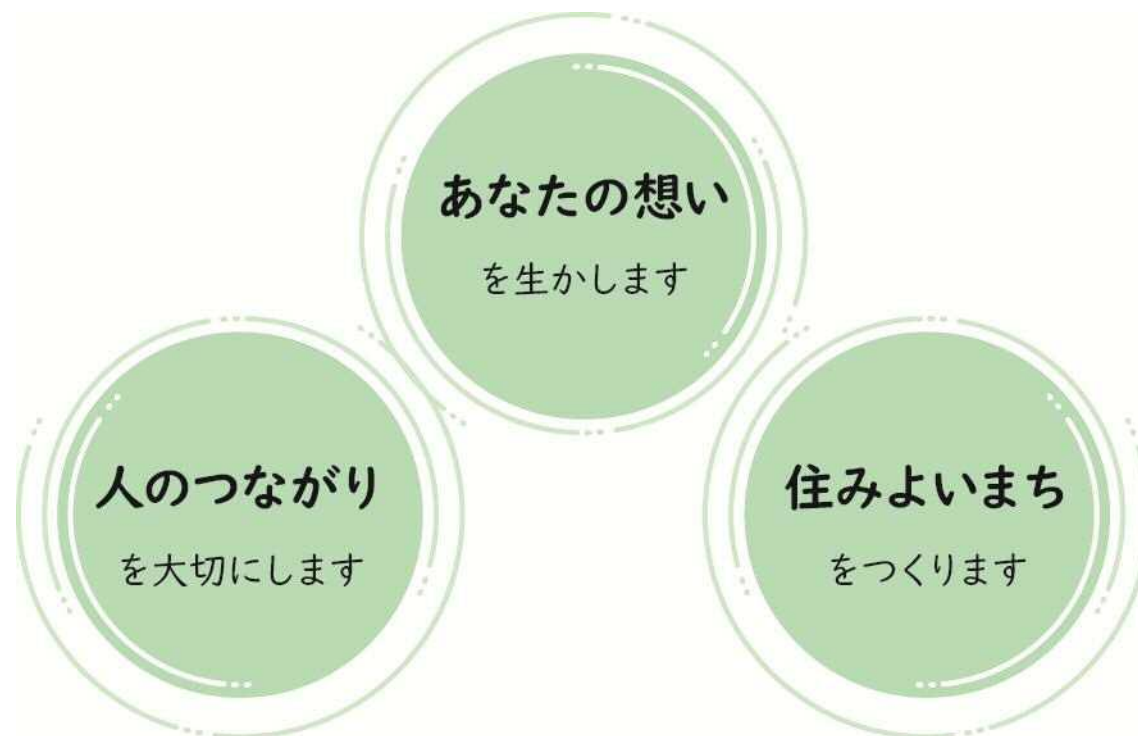 あなたの想い
を生かします
人のつながり
を大切にします
住みよいまち
をつくります